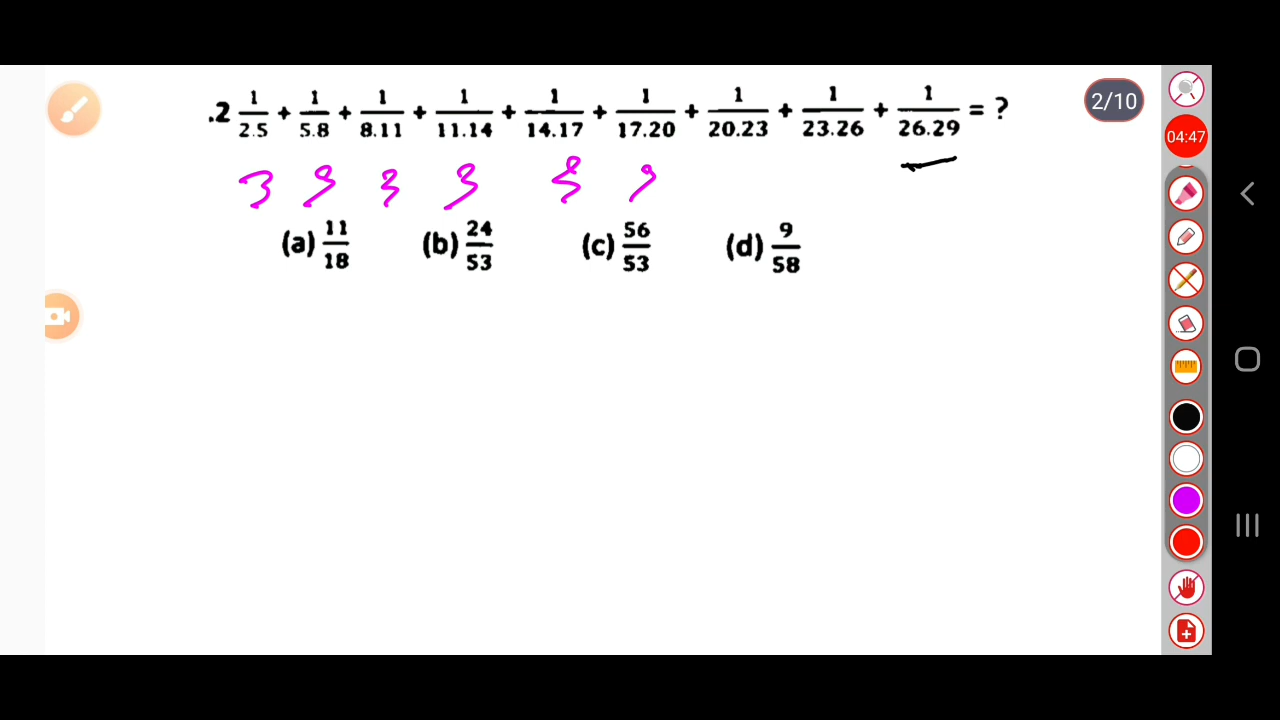 .2 1/2.5 + 1/5.8 + 1/8.11 + 1/11.14 + 1/14.17 + 1/17.20 + 1/20.23 + 1/23.26 + 1/26.29 = ?
2/10
04:47
3 3 3 3 3
(a) 11/18 (b) 24/53 (c) 56/53 (d) 9/58